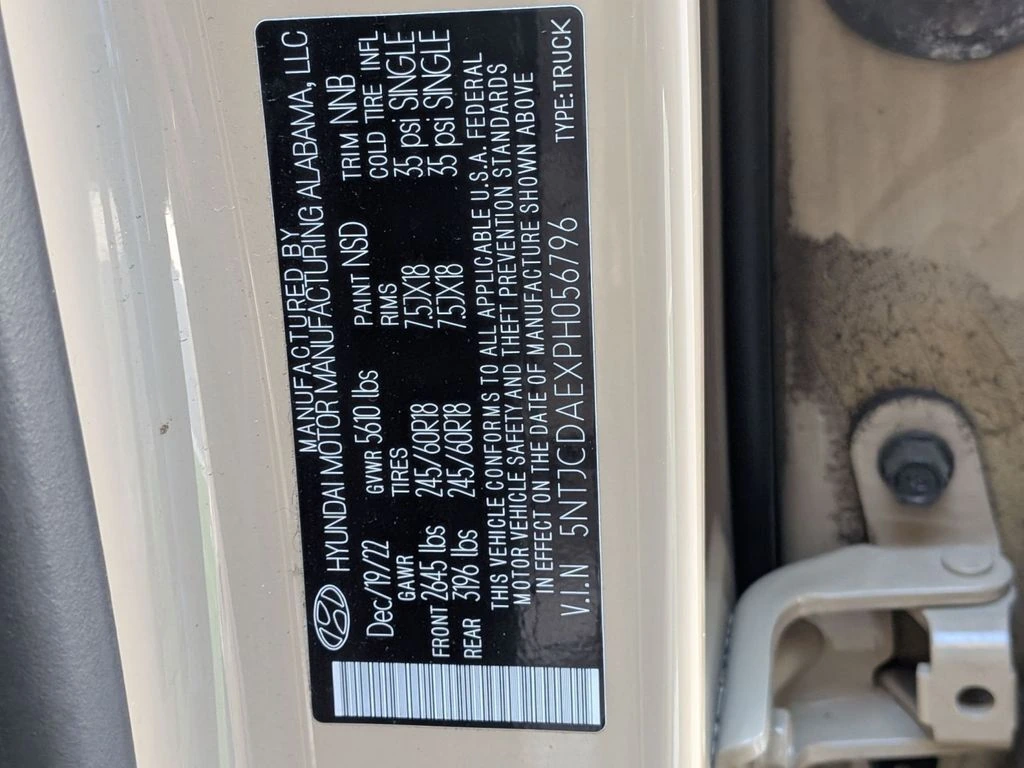 MANUFACTURED BY
HYUNDAI MOTOR MANUFACTURING ALABAMA, LLC
Dec/19/22 GWVR 5610 lbs PAINT NSD TRIM NNB
GAWR TIRES RIMS COLD TIRE INFL
FRONT 2645 lbs 245/60R18 7.5JX18 35 psi SINGLE
REAR 3196 lbs 245/60R18 7.5JX18 35 psi SINGLE
THIS VEHICLE CONFORMS TO ALL APPLICABLE U.S.A. FEDERAL
MOTOR VEHICLE SAFETY AND THEFT PREVENTION STANDARDS
IN EFFECT ON THE DATE OF MANUFACTURE SHOWN ABOVE
V.I.N 5NTJCDAEXPH056796 TYPE:TRUCK